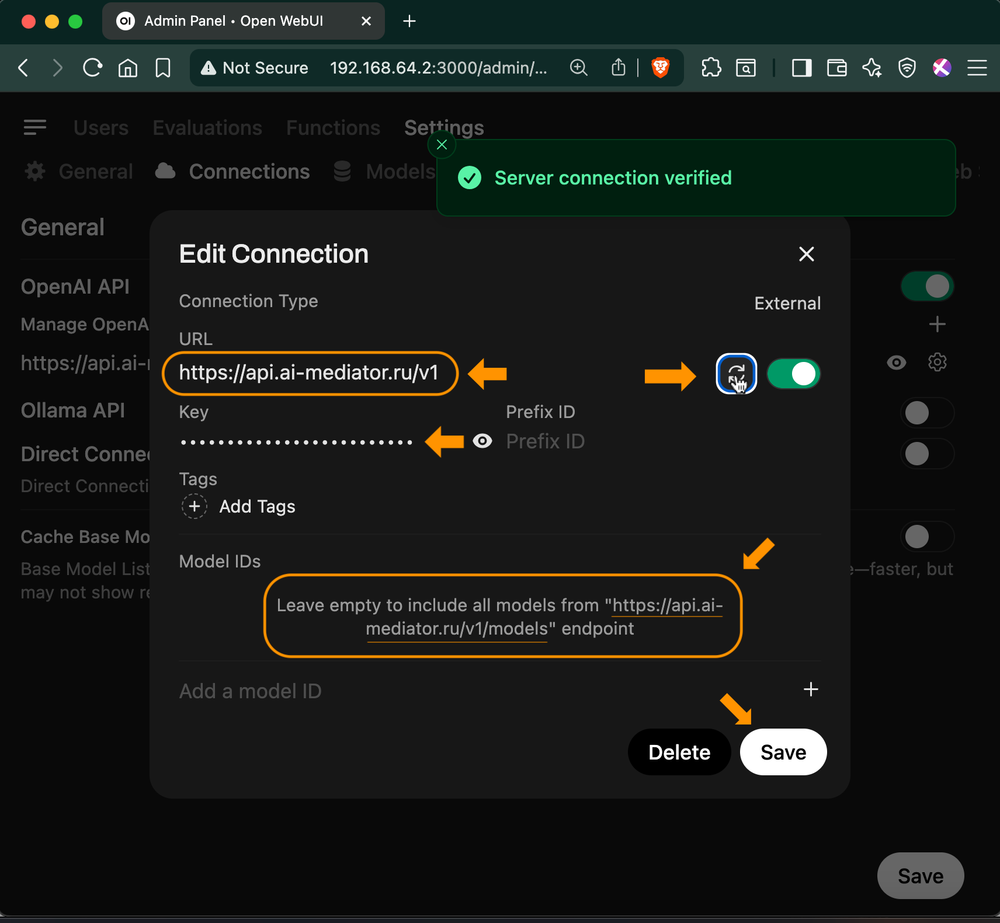 OI Admin Panel • Open WebUI
Not Secure 192.168.64.2:3000/admin/...
Users Evaluations Functions Settings
General Connections Models
Server connection verified
General
Edit Connection
OpenAI API
Connection Type External
Manage OpenA
URL
https://api.ai-
https://api.ai-mediator.ru/v1
Ollama API
Key Prefix ID
•••••••••••••••••••••••••
Prefix ID
Direct Conne
Direct Connecti
Tags
Add Tags
Cache Base Mo
Model IDs
Base Model List
—faster, but
may not show re
Leave empty to include all models from "https://api.ai-
mediator.ru/v1/models" endpoint
Add a model ID
Delete Save
Save